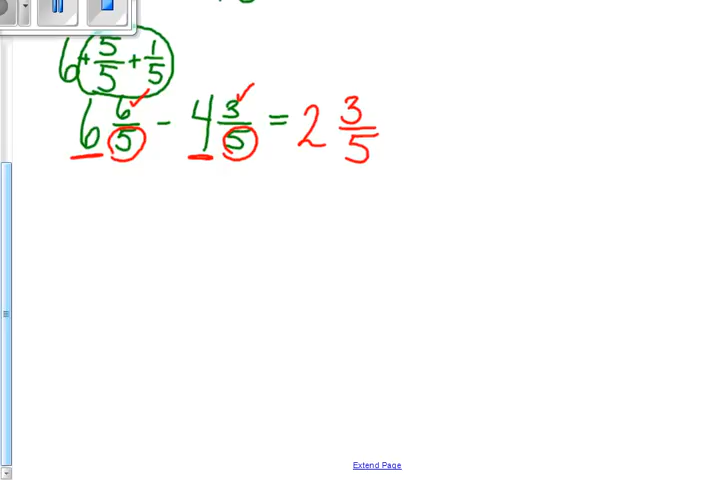 6 + 5/5 + 1/5
6 6/5 - 4 3/5 = 2 3/5
Extend Page